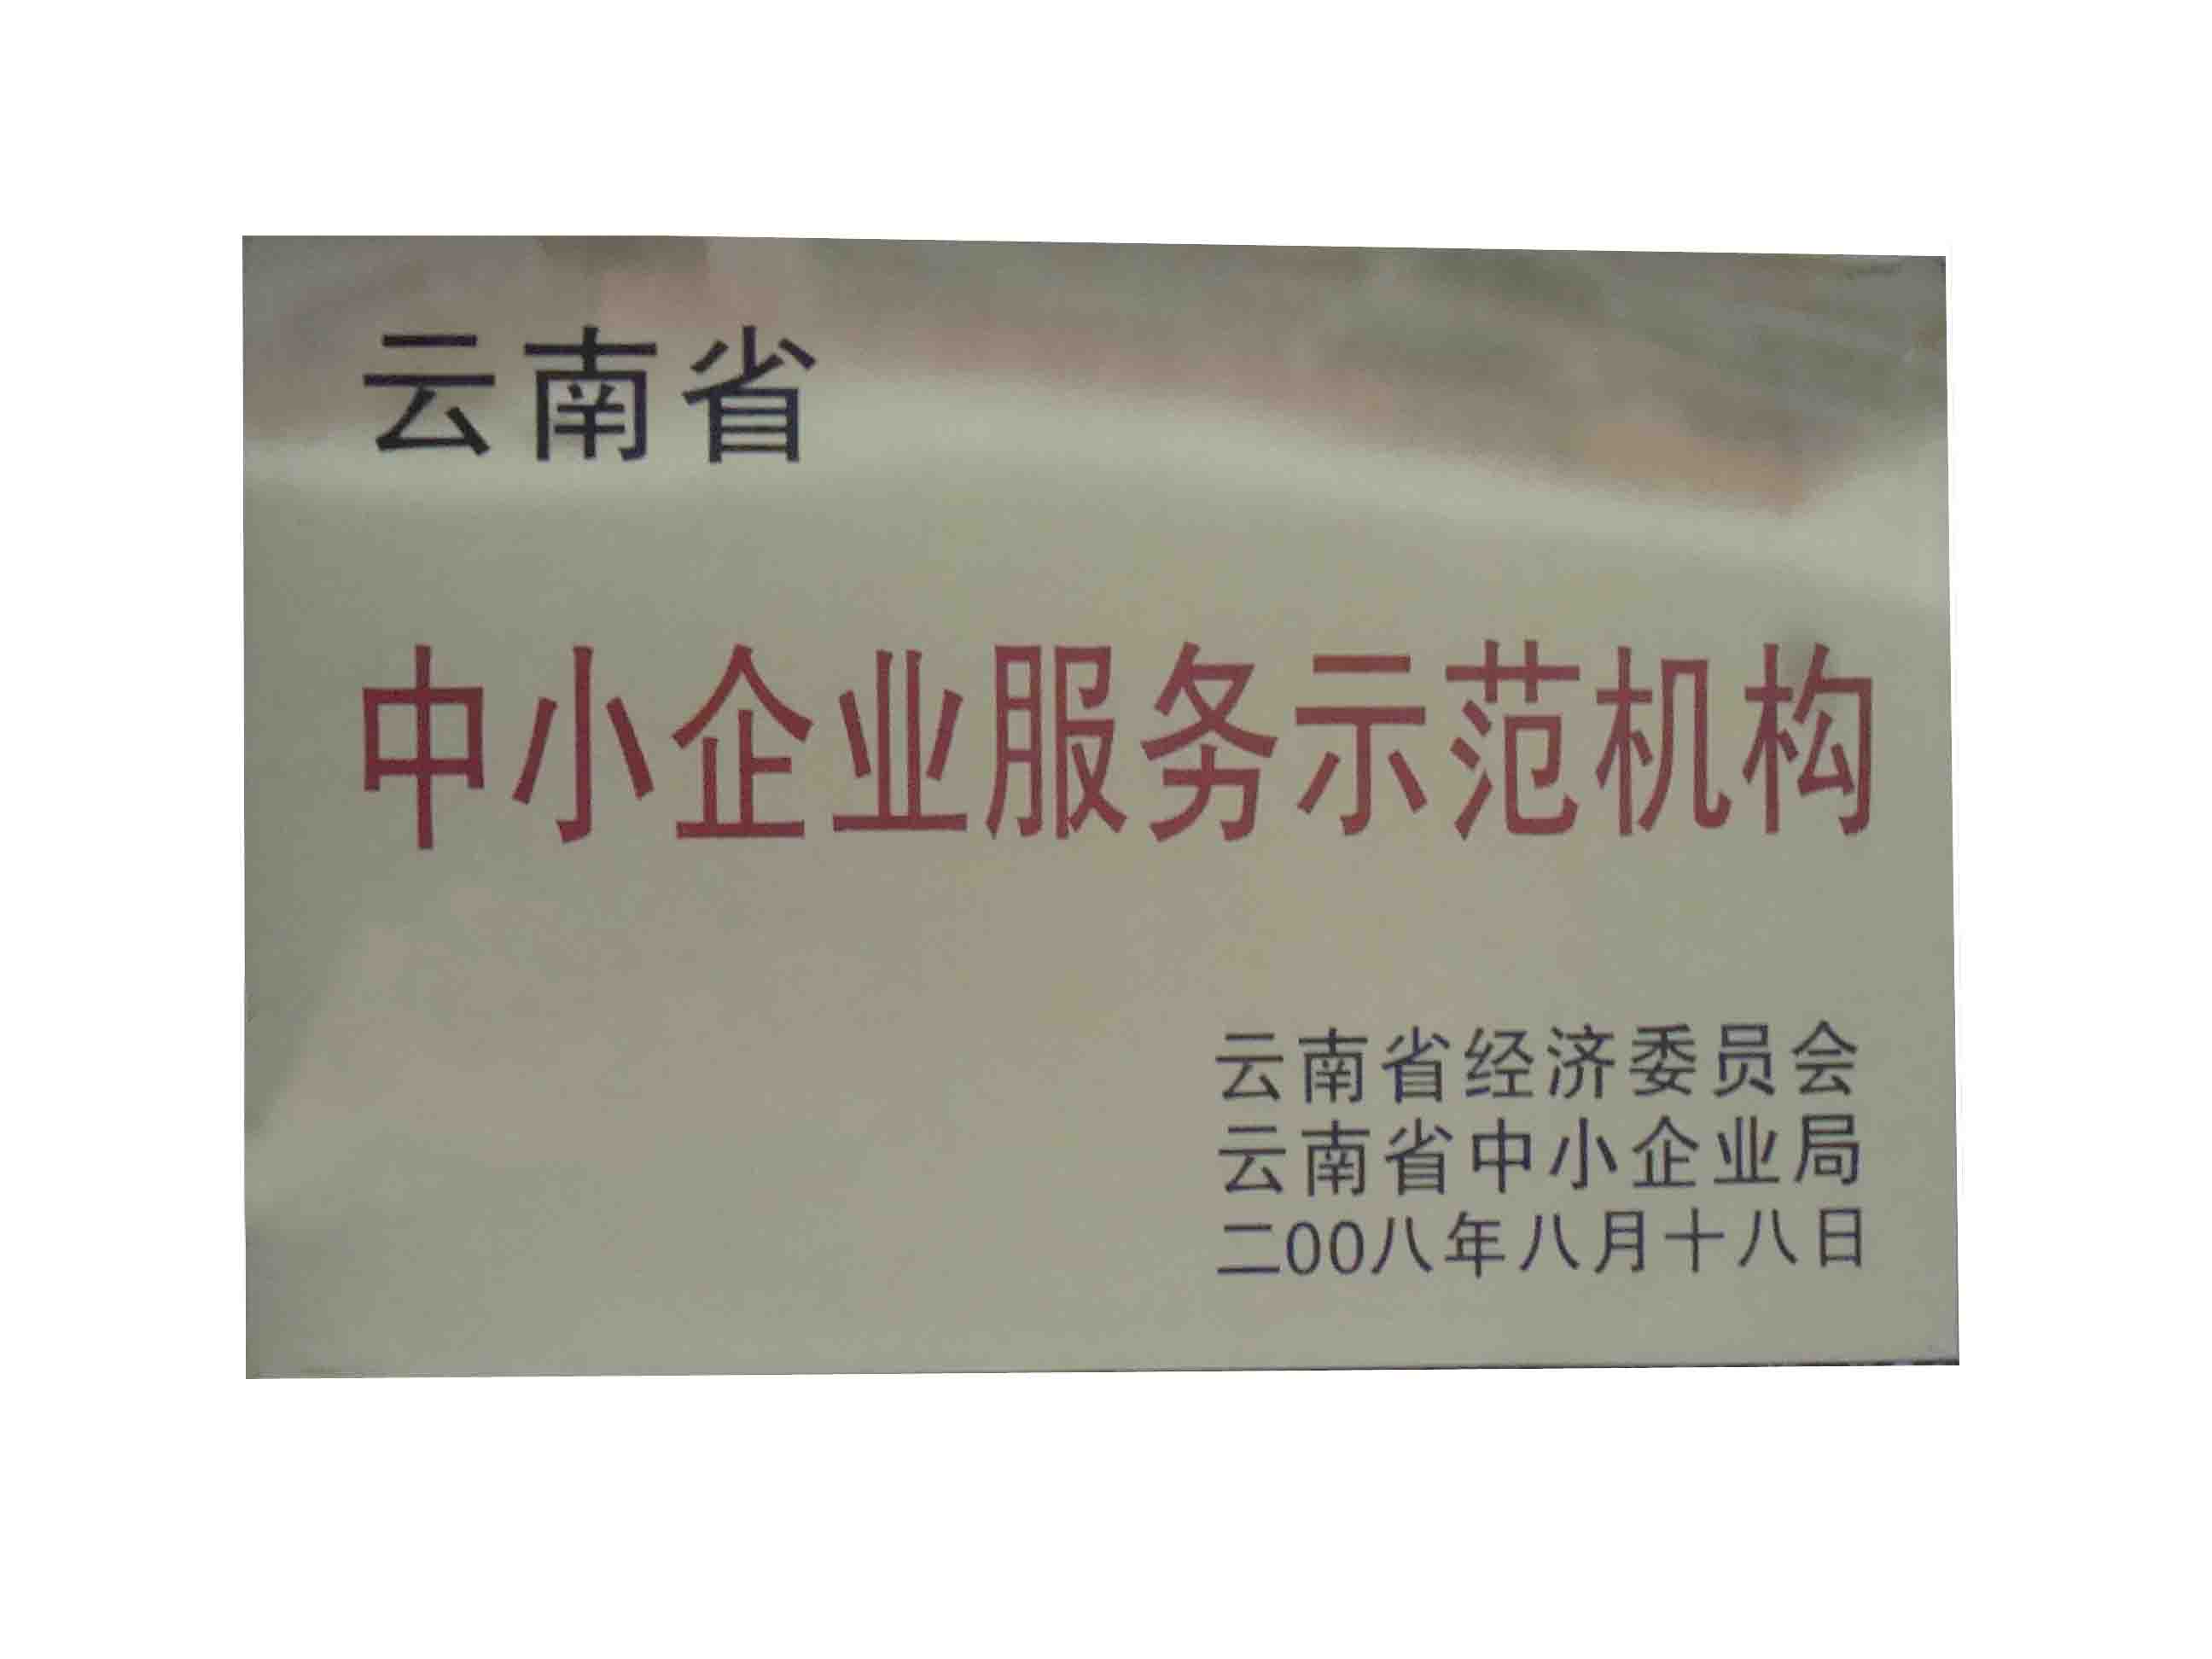 云南省
中小企业服务示范机构
云南省经济委员会
云南省中小企业局
二00八年八月十八日